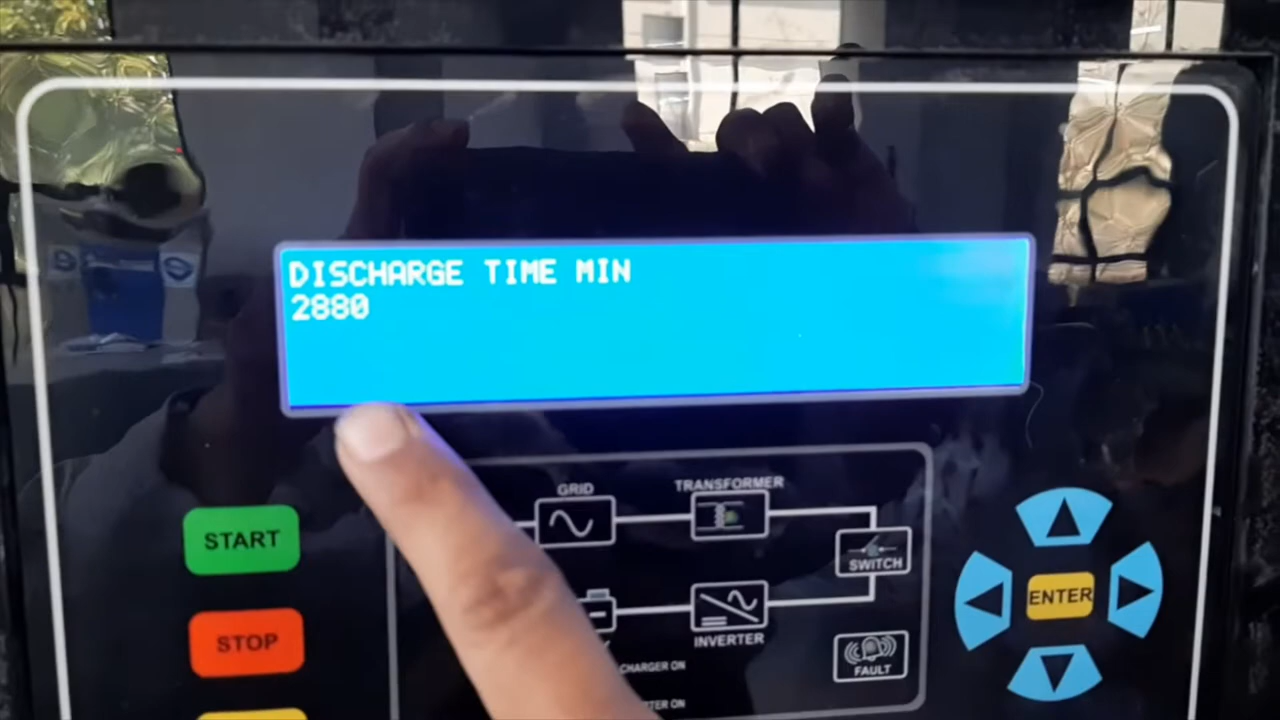 DISCHARGE TIME MIN
2880
GRID
TRANSFORMER
START
SWITCH
ENTER
STOP
INVERTER
FAULT
CHARGER ON